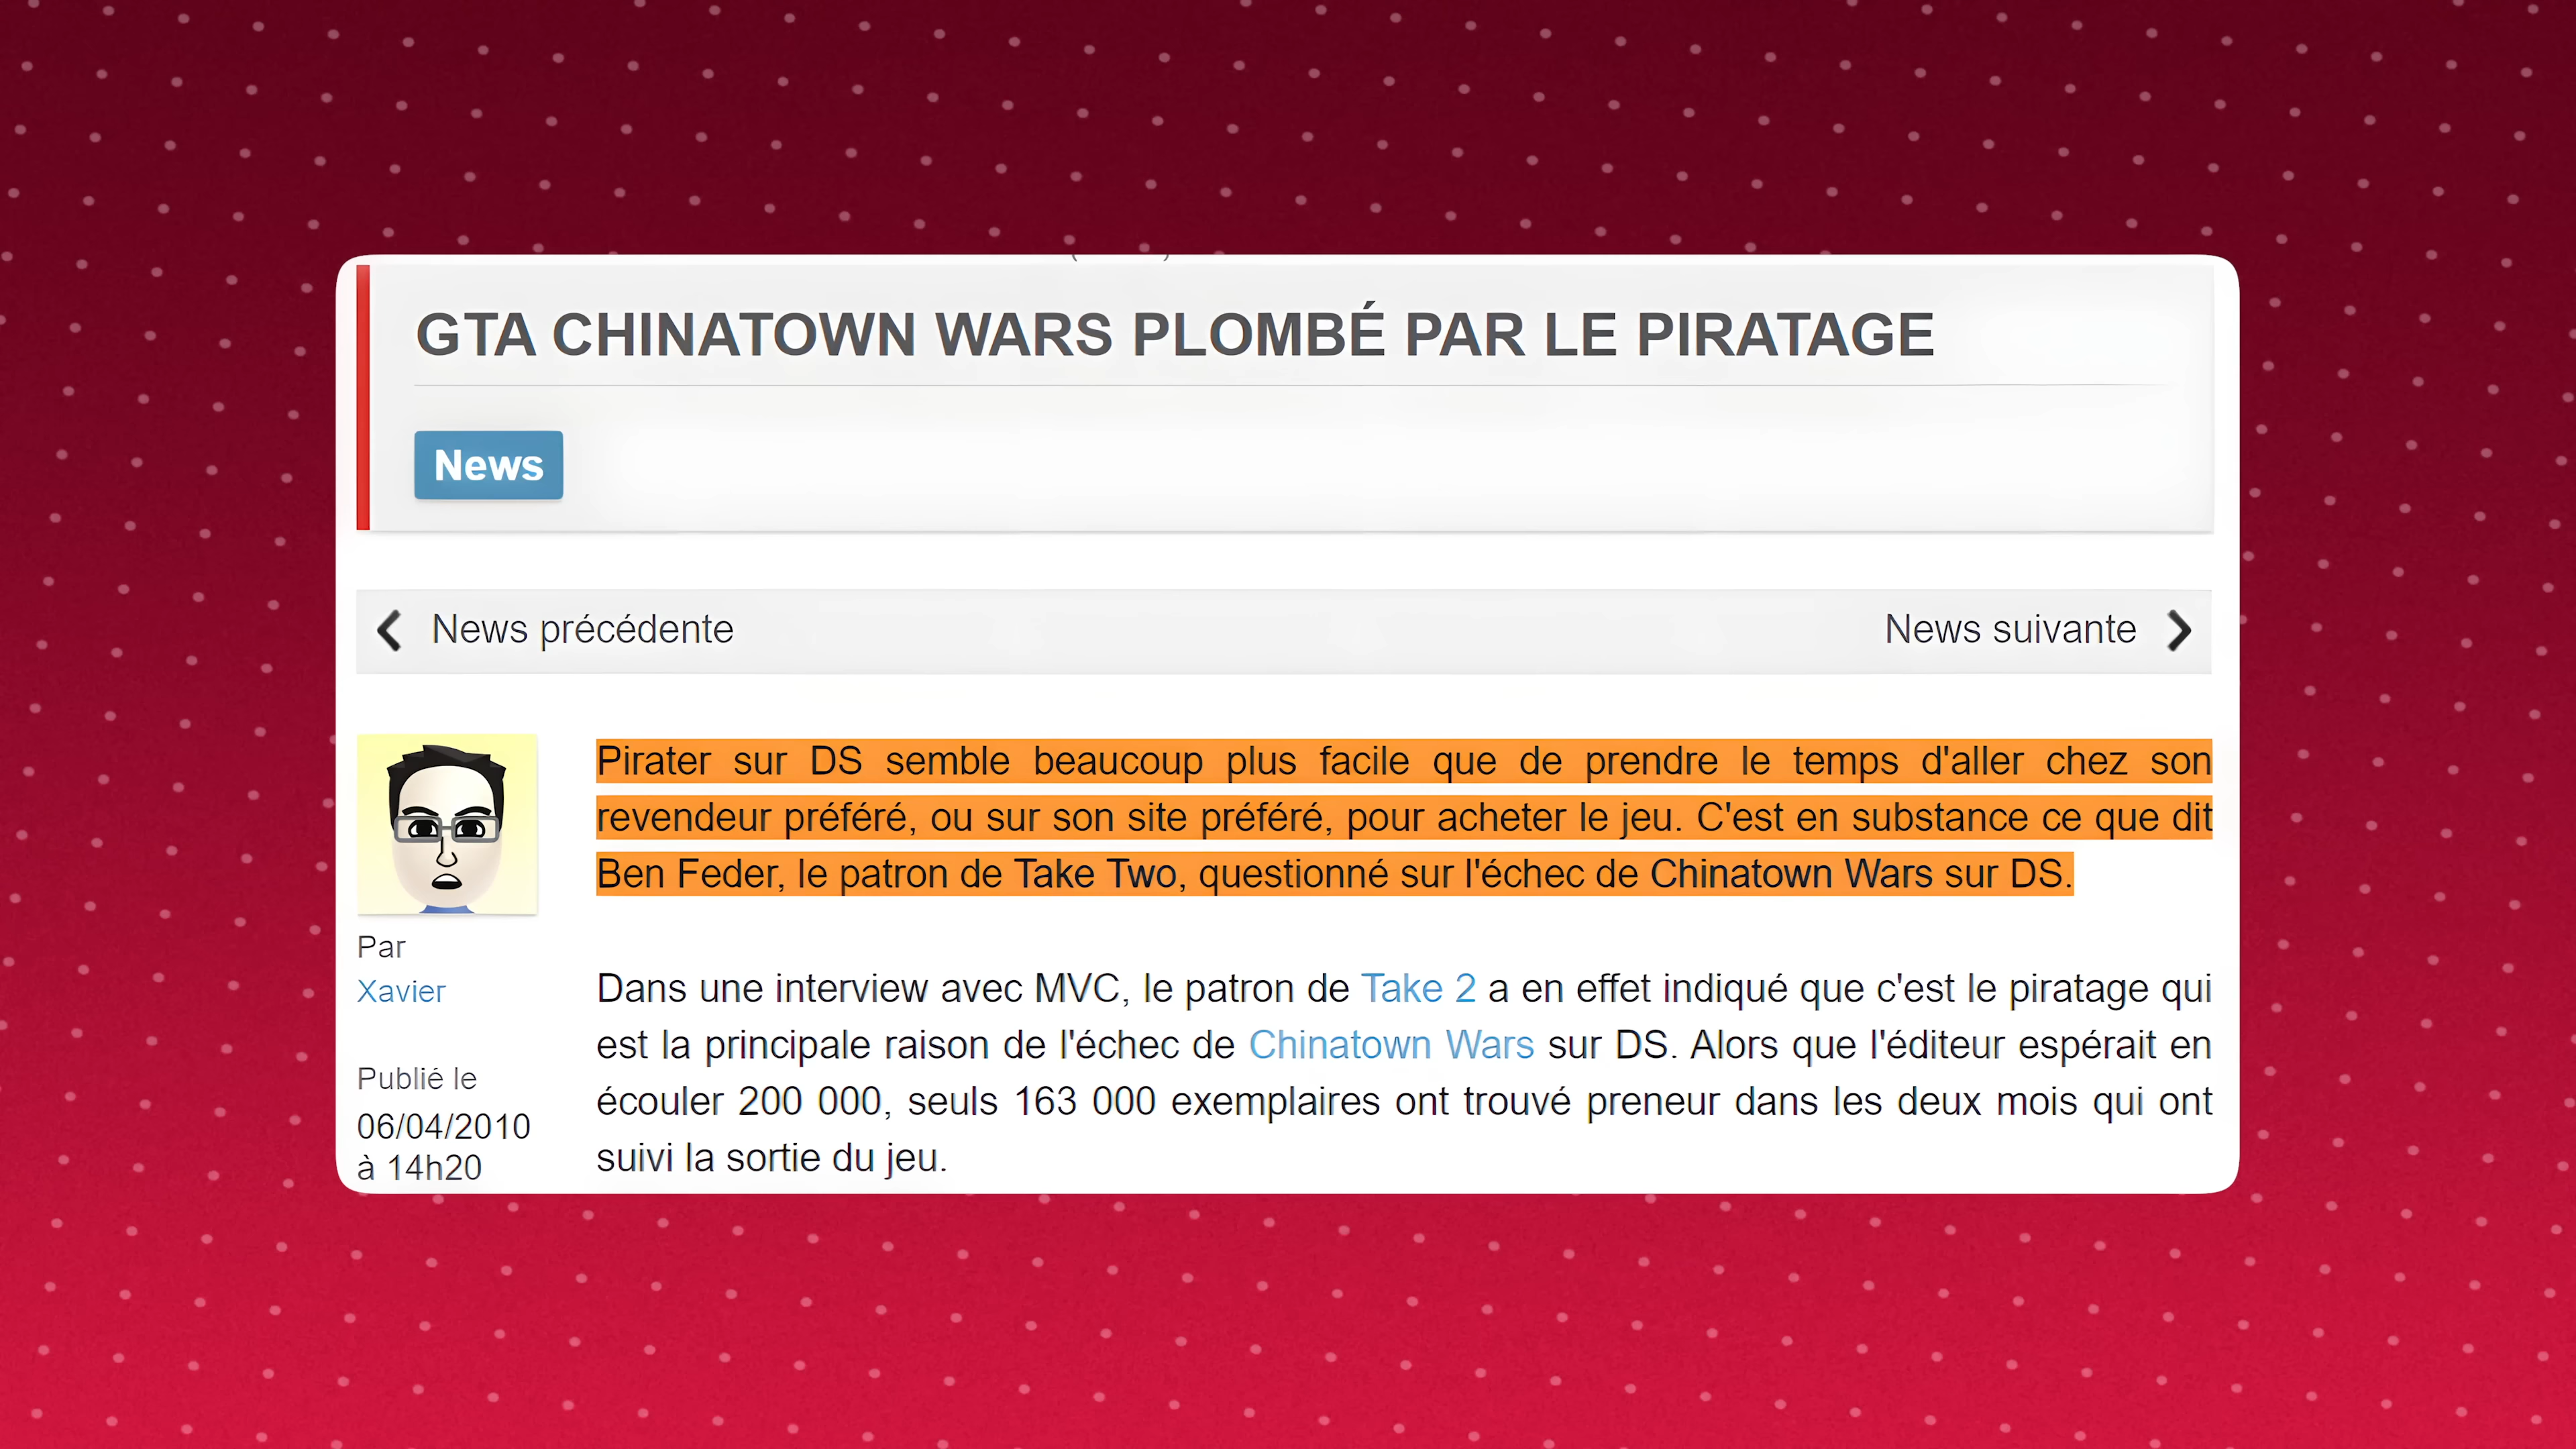 GTA CHINATOWN WARS PLOMBÉ PAR LE PIRATAGE
News
News précédente
News suivante
Pirater sur DS semble beaucoup plus facile que de prendre le temps d'aller chez son
revendeur préféré, ou sur son site préféré, pour acheter le jeu. C'est en substance ce que dit
Ben Feder, le patron de Take Two, questionné sur l'échec de Chinatown Wars sur DS.
Par
Xavier
Publié le
06/04/2010
à 14h20
Dans une interview avec MVC, le patron de Take 2 a en effet indiqué que c'est le piratage qui
est la principale raison de l'échec de Chinatown Wars sur DS. Alors que l'éditeur espérait en
écouler 200 000, seuls 163 000 exemplaires ont trouvé preneur dans les deux mois qui ont
suivi la sortie du jeu.